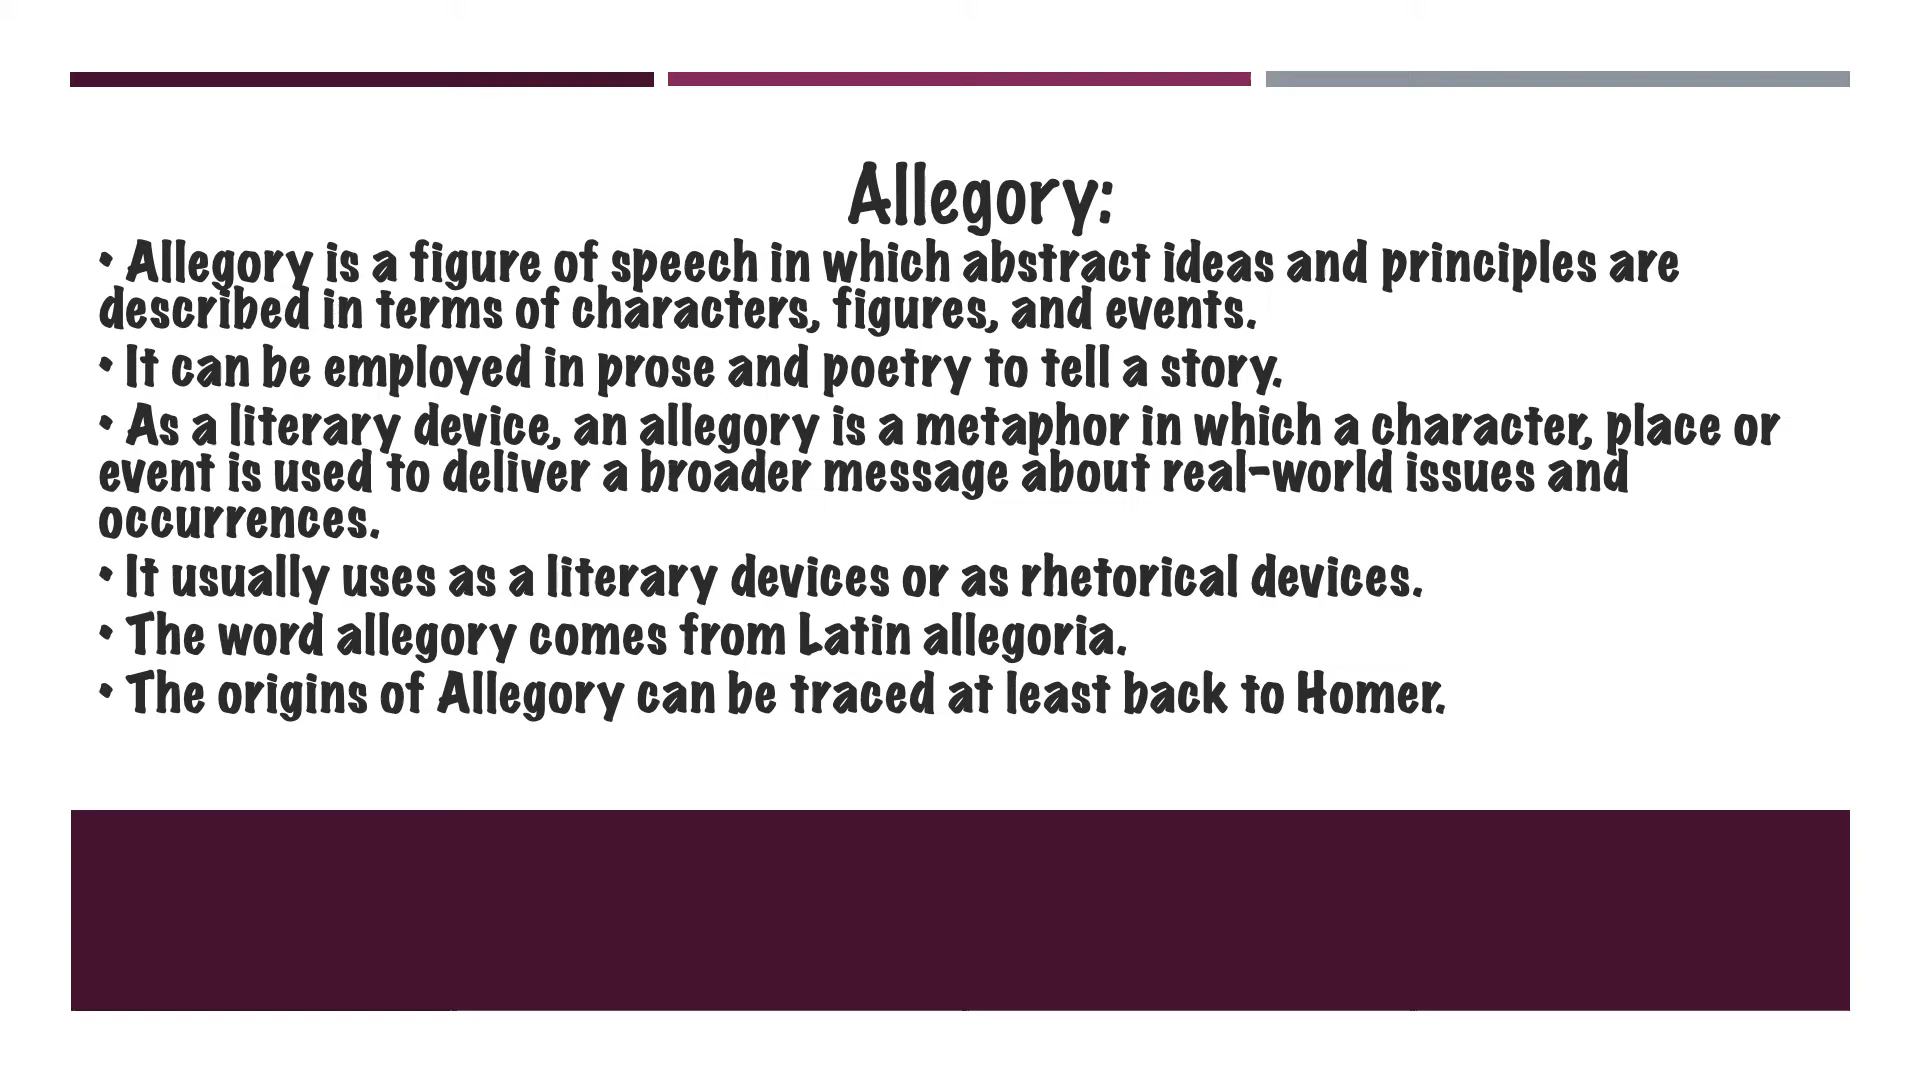 Allegory:
• Allegory is a figure of speech in which abstract ideas and principles are
described in terms of characters, figures, and events.
• It can be employed in prose and poetry to tell a story.
• As a literary device, an allegory is a metaphor in which a character, place or
event is used to deliver a broader message about real-world issues and
occurrences.
• It usually uses as a literary devices or as rhetorical devices.
• The word allegory comes from Latin allegoria.
• The origins of Allegory can be traced at least back to Homer.